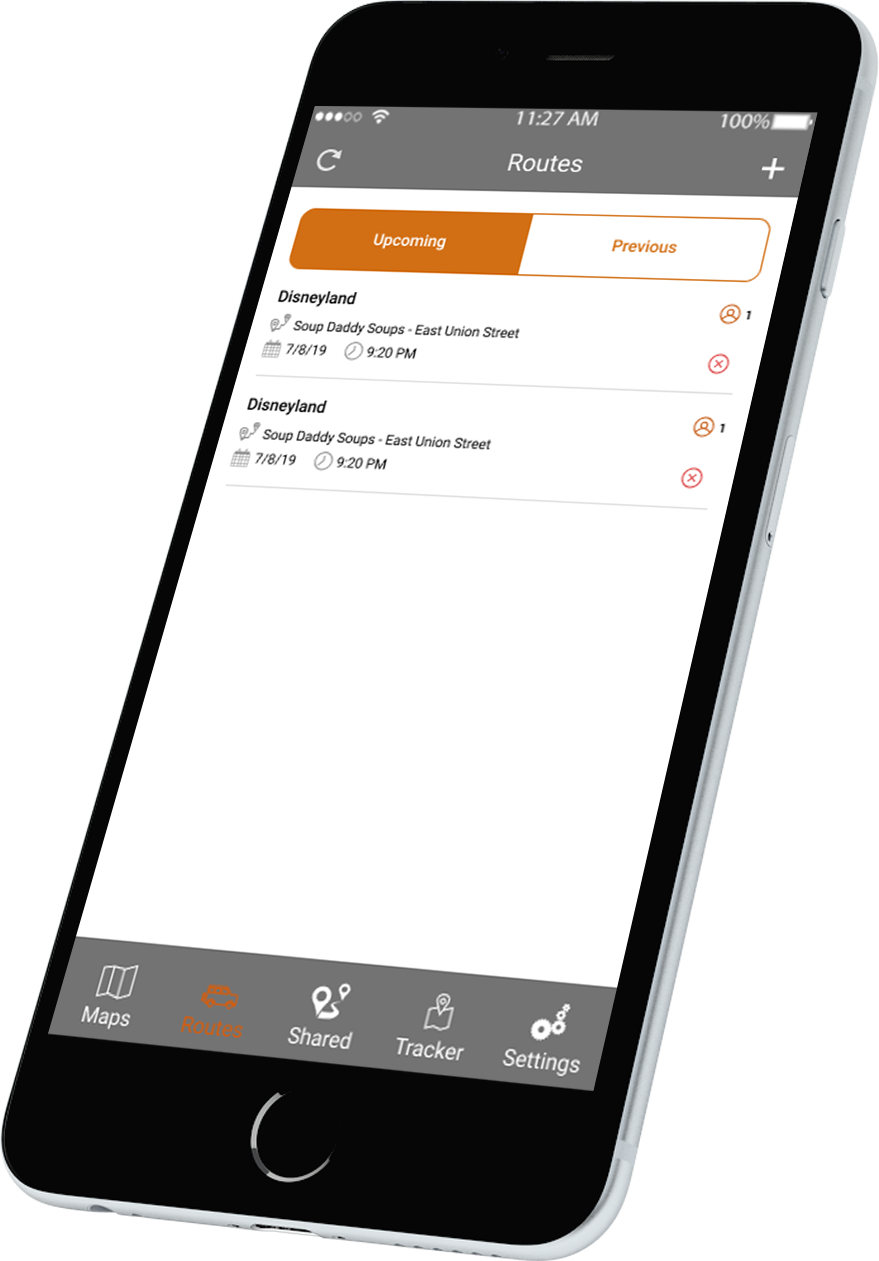 11:27 AM 100%
Routes
Upcoming Previous
Disneyland
1
Soup Daddy Soups - East Union Street
7/8/19 9:20 PM
Disneyland
1
Soup Daddy Soups - East Union Street
7/8/19 9:20 PM
Maps Routes Shared Tracker Settings